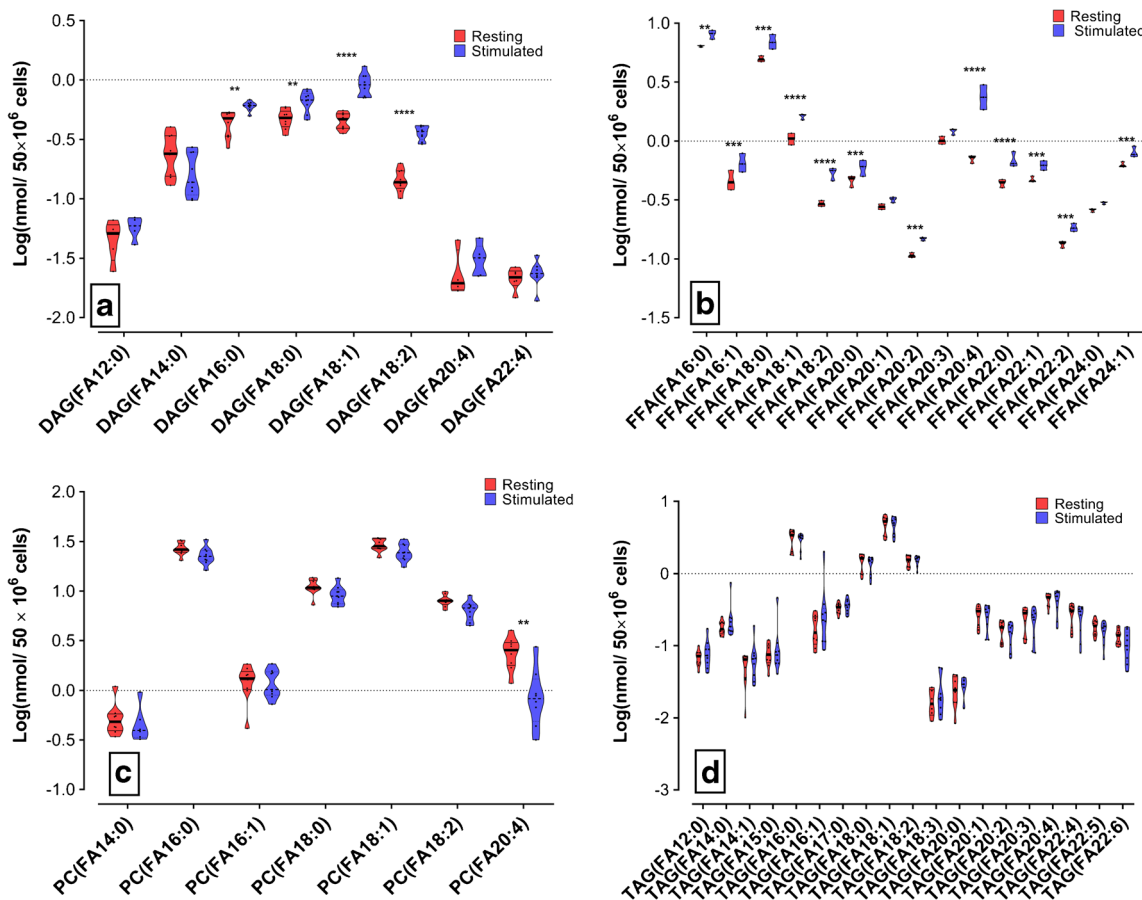 Resting
Stimulated
Log(nmol/ 50×10⁶ cells)
0.5
0.0
-0.5
-1.0
-1.5
-2.0
**
**
****
****
a
DAG(FA12:0)
DAG(FA14:0)
DAG(FA16:0)
DAG(FA18:0)
DAG(FA18:1)
DAG(FA18:2)
DAG(FA20:4)
DAG(FA22:4)
Resting
Stimulated
Log(nmol/ 50×10⁶ cells)
1.0
0.5
0.0
-0.5
-1.0
-1.5
**
***
***
****
****
***
***
****
****
***
***
***
b
FFA(FA16:0)
FFA(FA16:1)
FFA(FA18:0)
FFA(FA18:1)
FFA(FA18:2)
FFA(FA20:0)
FFA(FA20:1)
FFA(FA20:2)
FFA(FA20:3)
FFA(FA20:4)
FFA(FA22:0)
FFA(FA22:1)
FFA(FA22:2)
FFA(FA24:0)
FFA(FA24:1)
Resting
Stimulated
Log(nmol/ 50 × 10⁶ cells)
2.0
1.5
1.0
0.5
0.0
-0.5
-1.0
**
c
PC(FA14:0)
PC(FA16:0)
PC(FA16:1)
PC(FA18:0)
PC(FA18:1)
PC(FA18:2)
PC(FA20:4)
Resting
Stimulated
Log(nmol/ 50×10⁶ cells)
1
0
-1
-2
-3
d
TAG(FA12:0)
TAG(FA14:0)
TAG(FA14:1)
TAG(FA15:0)
TAG(FA16:0)
TAG(FA16:1)
TAG(FA17:0)
TAG(FA18:0)
TAG(FA18:1)
TAG(FA18:2)
TAG(FA18:3)
TAG(FA20:0)
TAG(FA20:1)
TAG(FA20:2)
TAG(FA20:3)
TAG(FA20:4)
TAG(FA22:4)
TAG(FA22:5)
TAG(FA22:6)